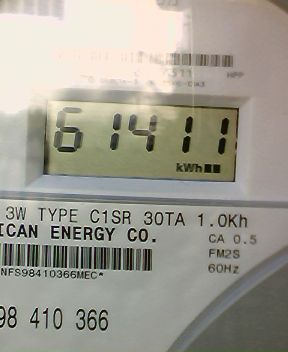 61411
kWh
3W TYPE C1SR 30TA 1.0Kh
ICAN ENERGY CO.
CA 0.5
FM2S
60Hz
NFS98410366MEC*
98 410 366